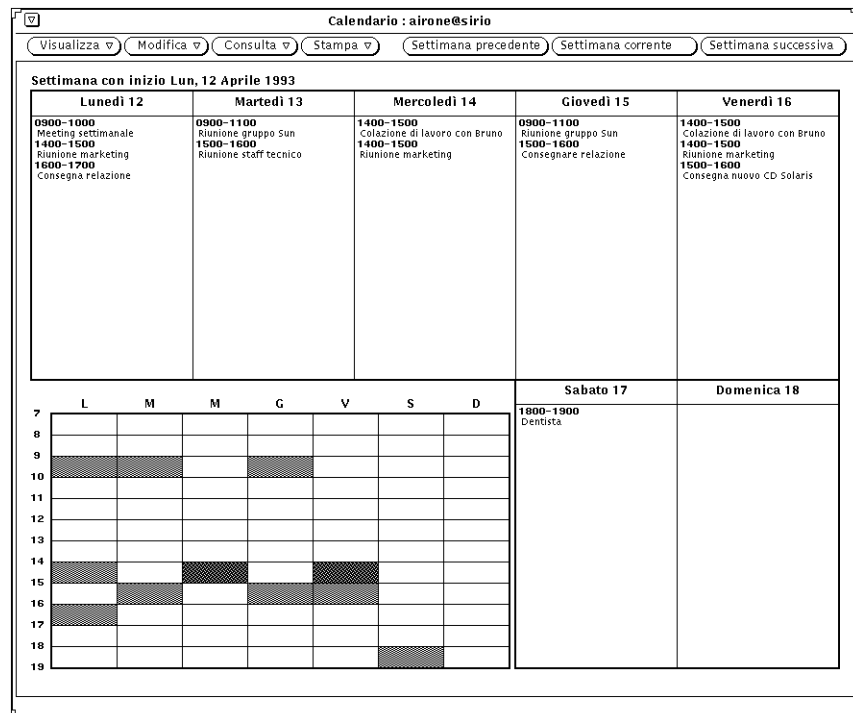 Calendario : airone@sirio
Visualizza Modifica Consulta Stampa Settimana precedente Settimana corrente Settimana successiva
Settimana con inizio Lun, 12 Aprile 1993
Lunedì 12
0900-1000
Meeting settimanale
1400-1500
Riunione marketing
1600-1700
Consegna relazione
Martedì 13
0900-1100
Riunione gruppo Sun
1500-1600
Riunione staff tecnico
Mercoledì 14
1400-1500
Colazione di lavoro con Bruno
1400-1500
Riunione marketing
Giovedì 15
0900-1100
Riunione gruppo Sun
1500-1600
Consegnare relazione
Venerdì 16
1400-1500
Colazione di lavoro con Bruno
1400-1500
Riunione marketing
1500-1600
Consegna nuovo CD Solaris
L M M G V S D
7
8
9
10
11
12
13
14
15
16
17
18
19
Sabato 17
1800-1900
Dentista
Domenica 18